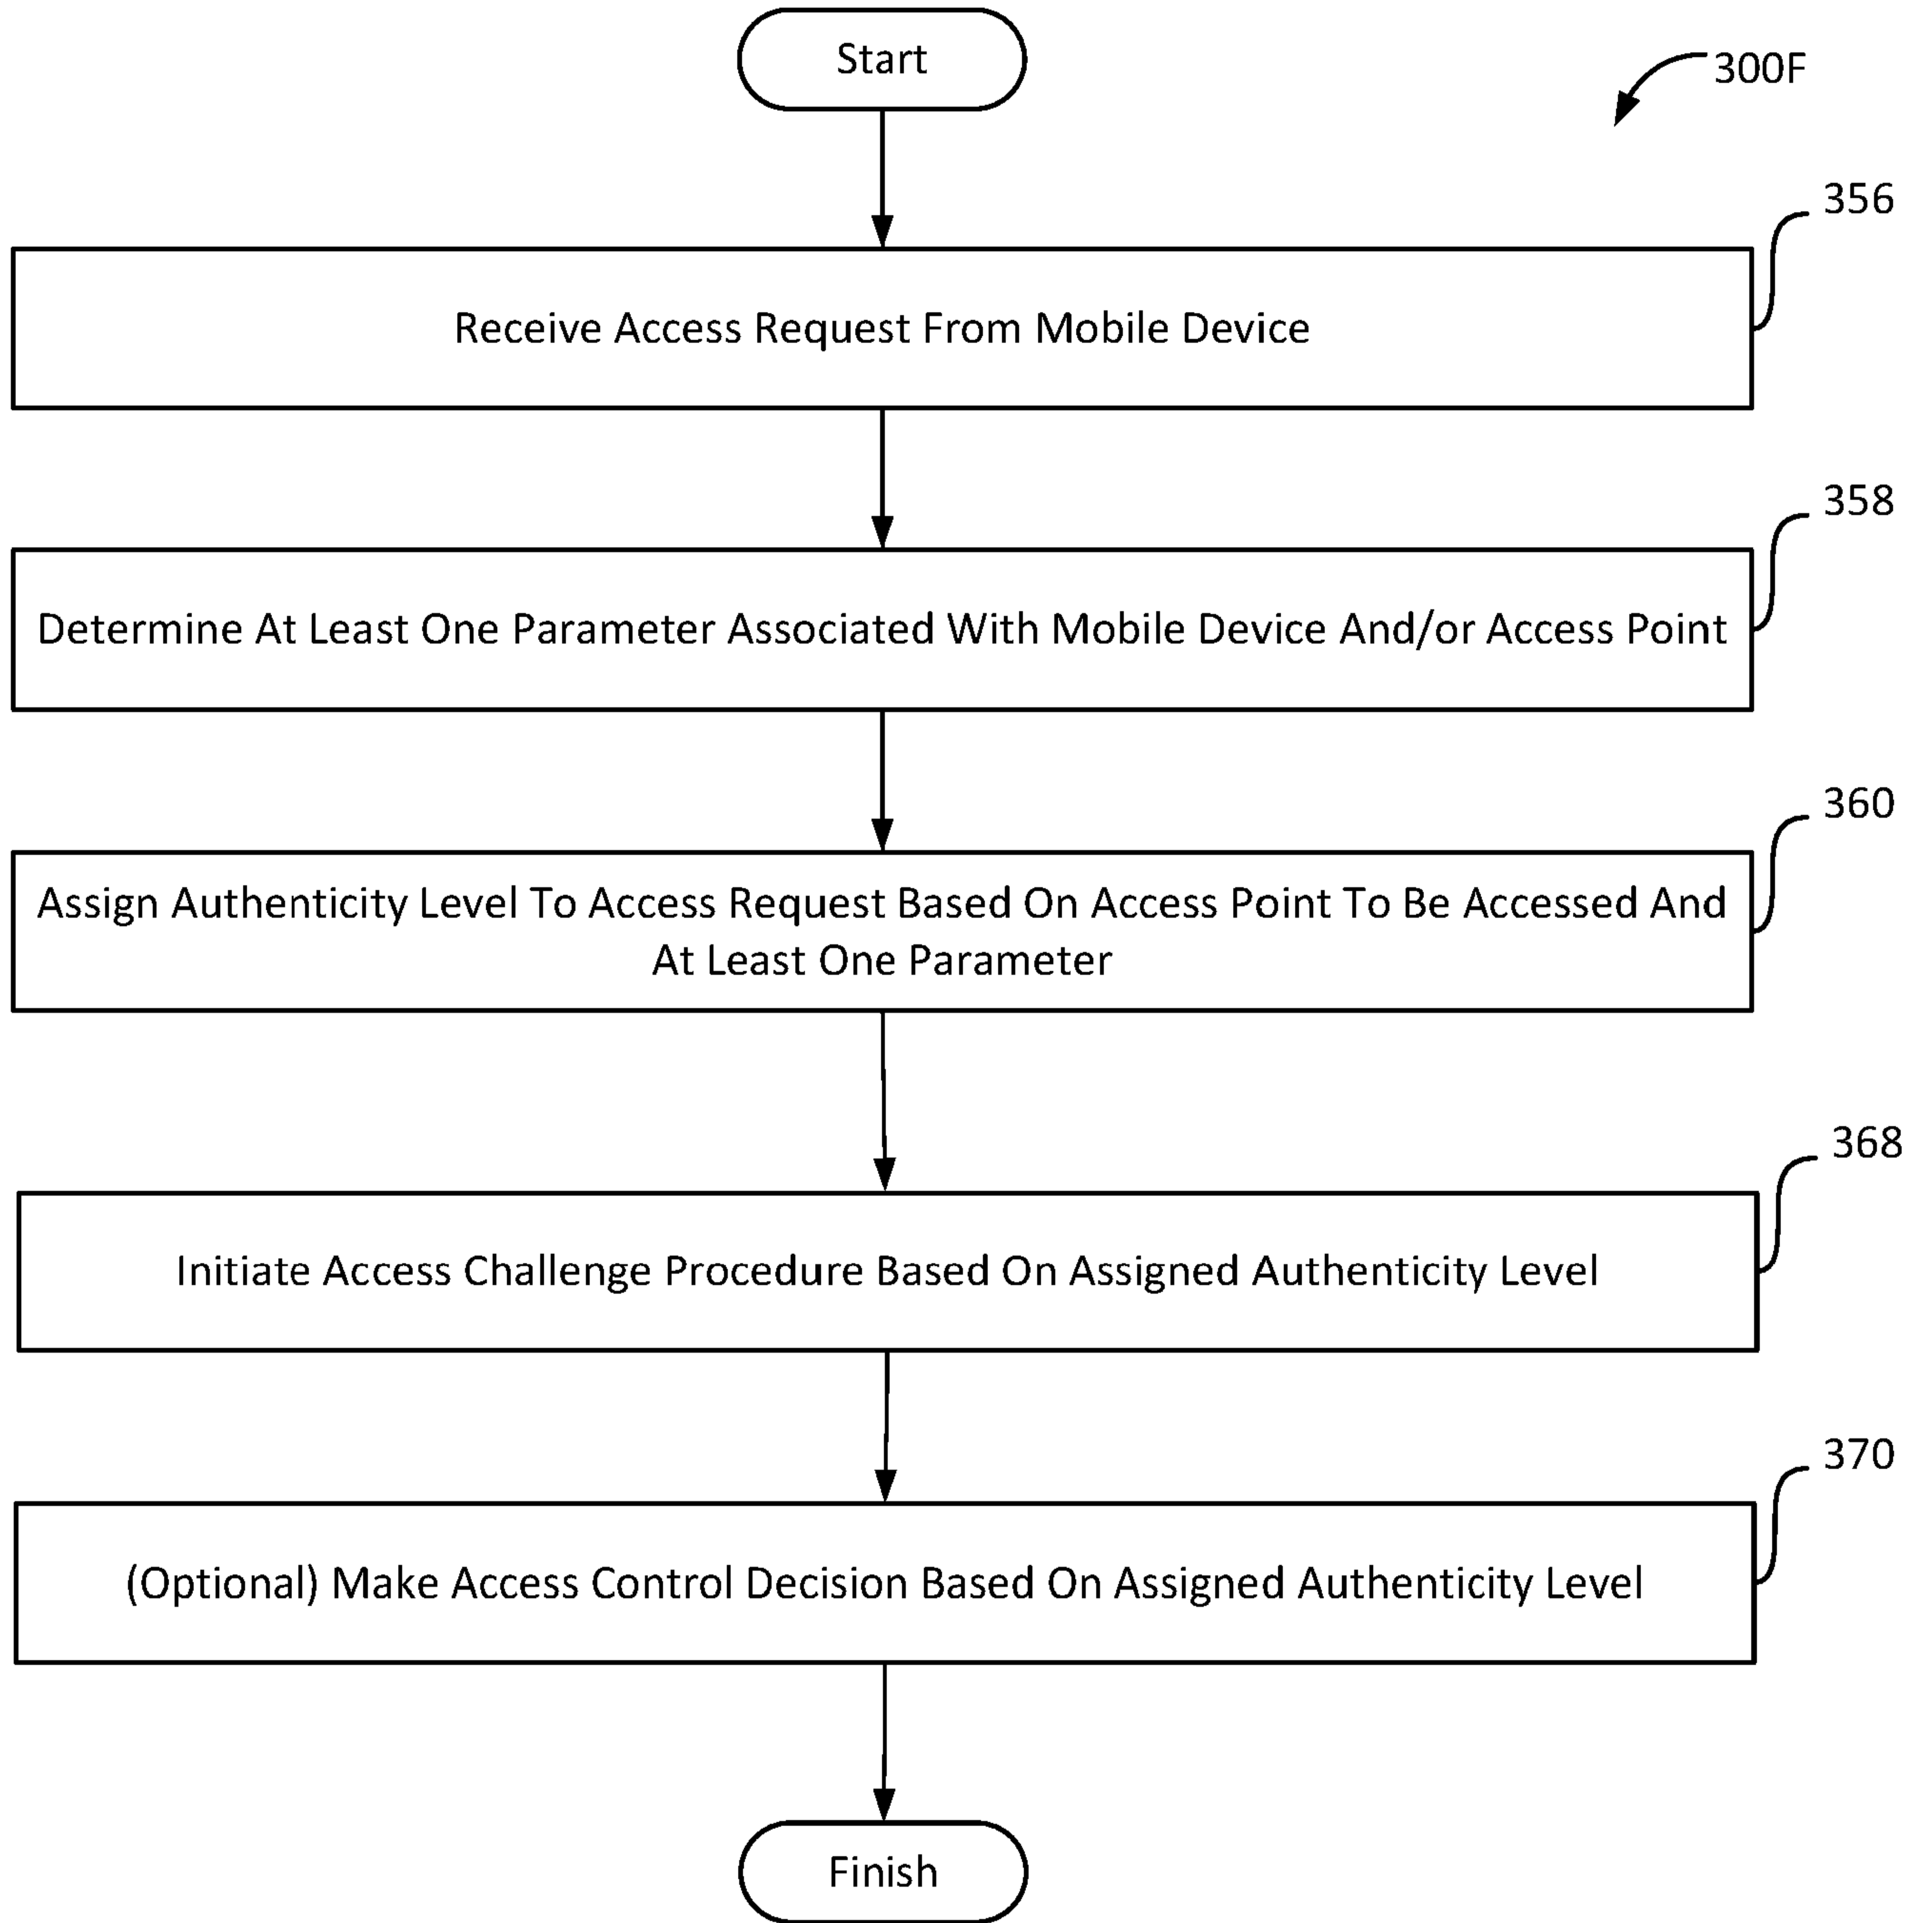 Start
300F
356
Receive Access Request From Mobile Device
358
Determine At Least One Parameter Associated With Mobile Device And/or Access Point
360
Assign Authenticity Level To Access Request Based On Access Point To Be Accessed And
At Least One Parameter
368
Initiate Access Challenge Procedure Based On Assigned Authenticity Level
370
(Optional) Make Access Control Decision Based On Assigned Authenticity Level
Finish